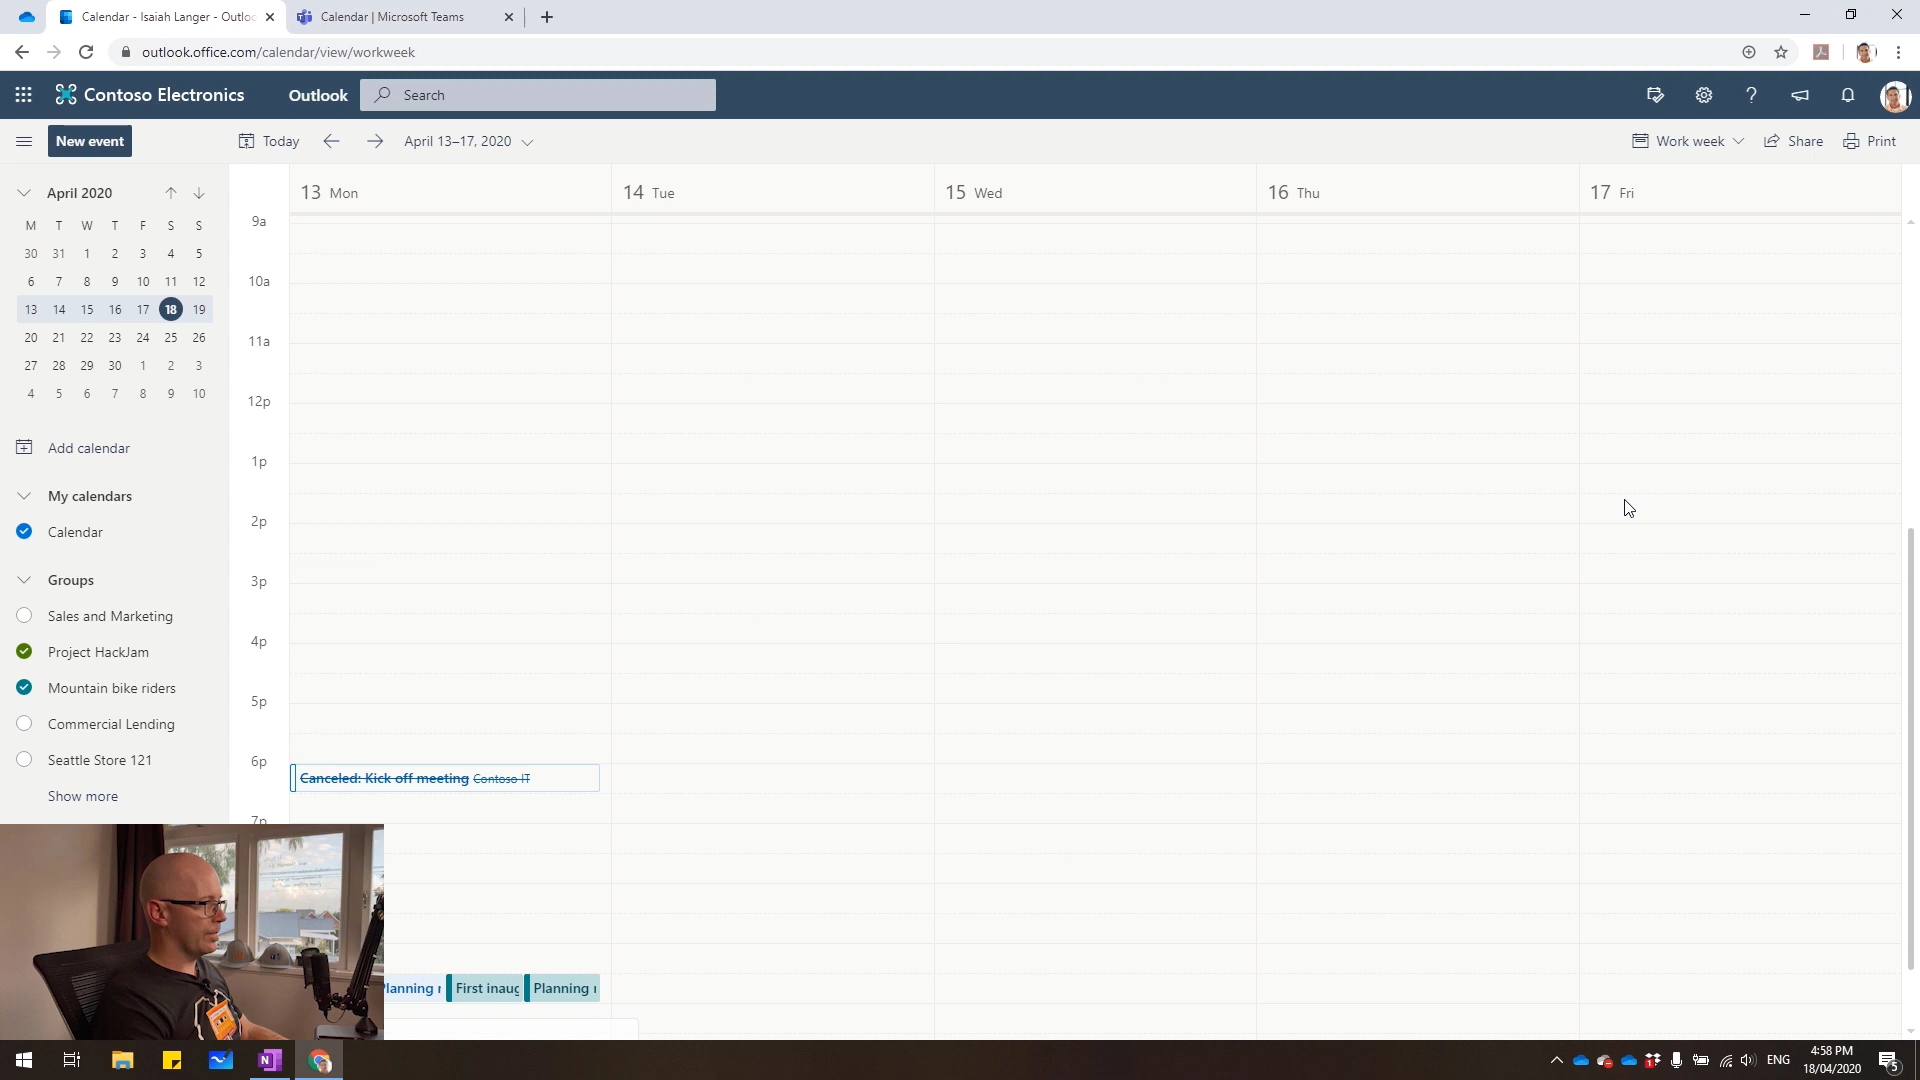 Calendar - Isaiah Langer - Outloo
Calendar | Microsoft Teams
outlook.office.com/calendar/view/workweek
Contoso Electronics
Outlook
Search
New event
Today
April 13–17, 2020
Work week
Share
Print
April 2020
M T W T F S S
30 31 1 2 3 4 5
6 7 8 9 10 11 12
13 14 15 16 17 18 19
20 21 22 23 24 25 26
27 28 29 30 1 2 3
4 5 6 7 8 9 10
Add calendar
My calendars
Calendar
Groups
Sales and Marketing
Project HackJam
Mountain bike riders
Commercial Lending
Seattle Store 121
Show more
13 Mon
14 Tue
15 Wed
16 Thu
17 Fri
9a
10a
11a
12p
1p
2p
3p
4p
5p
6p
7p
Canceled: Kick off meeting Contoso IT
Planning
First inaug
Planning
N
ENG
4:58 PM
18/04/2020
5